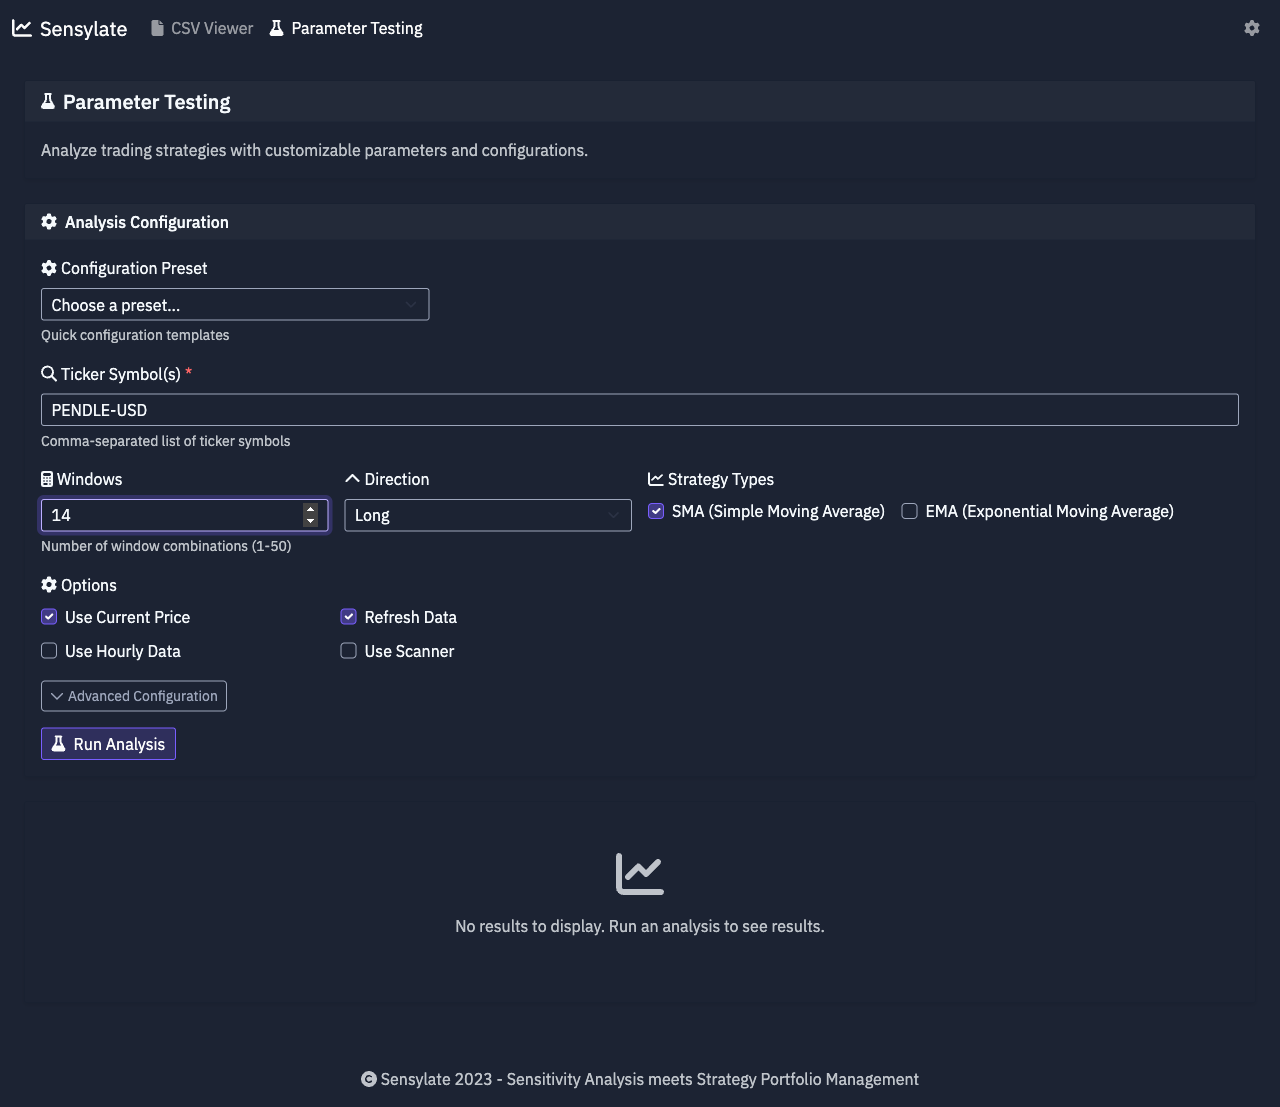 Sensylate CSV Viewer Parameter Testing
Parameter Testing
Analyze trading strategies with customizable parameters and configurations.
Analysis Configuration
Configuration Preset
Choose a preset...
Quick configuration templates
Ticker Symbol(s) *
PENDLE-USD
Comma-separated list of ticker symbols
Windows Direction Strategy Types
14 Long SMA (Simple Moving Average) EMA (Exponential Moving Average)
Number of window combinations (1-50)
Options
Use Current Price Refresh Data
Use Hourly Data Use Scanner
Advanced Configuration
Run Analysis
No results to display. Run an analysis to see results.
© Sensylate 2023 - Sensitivity Analysis meets Strategy Portfolio Management